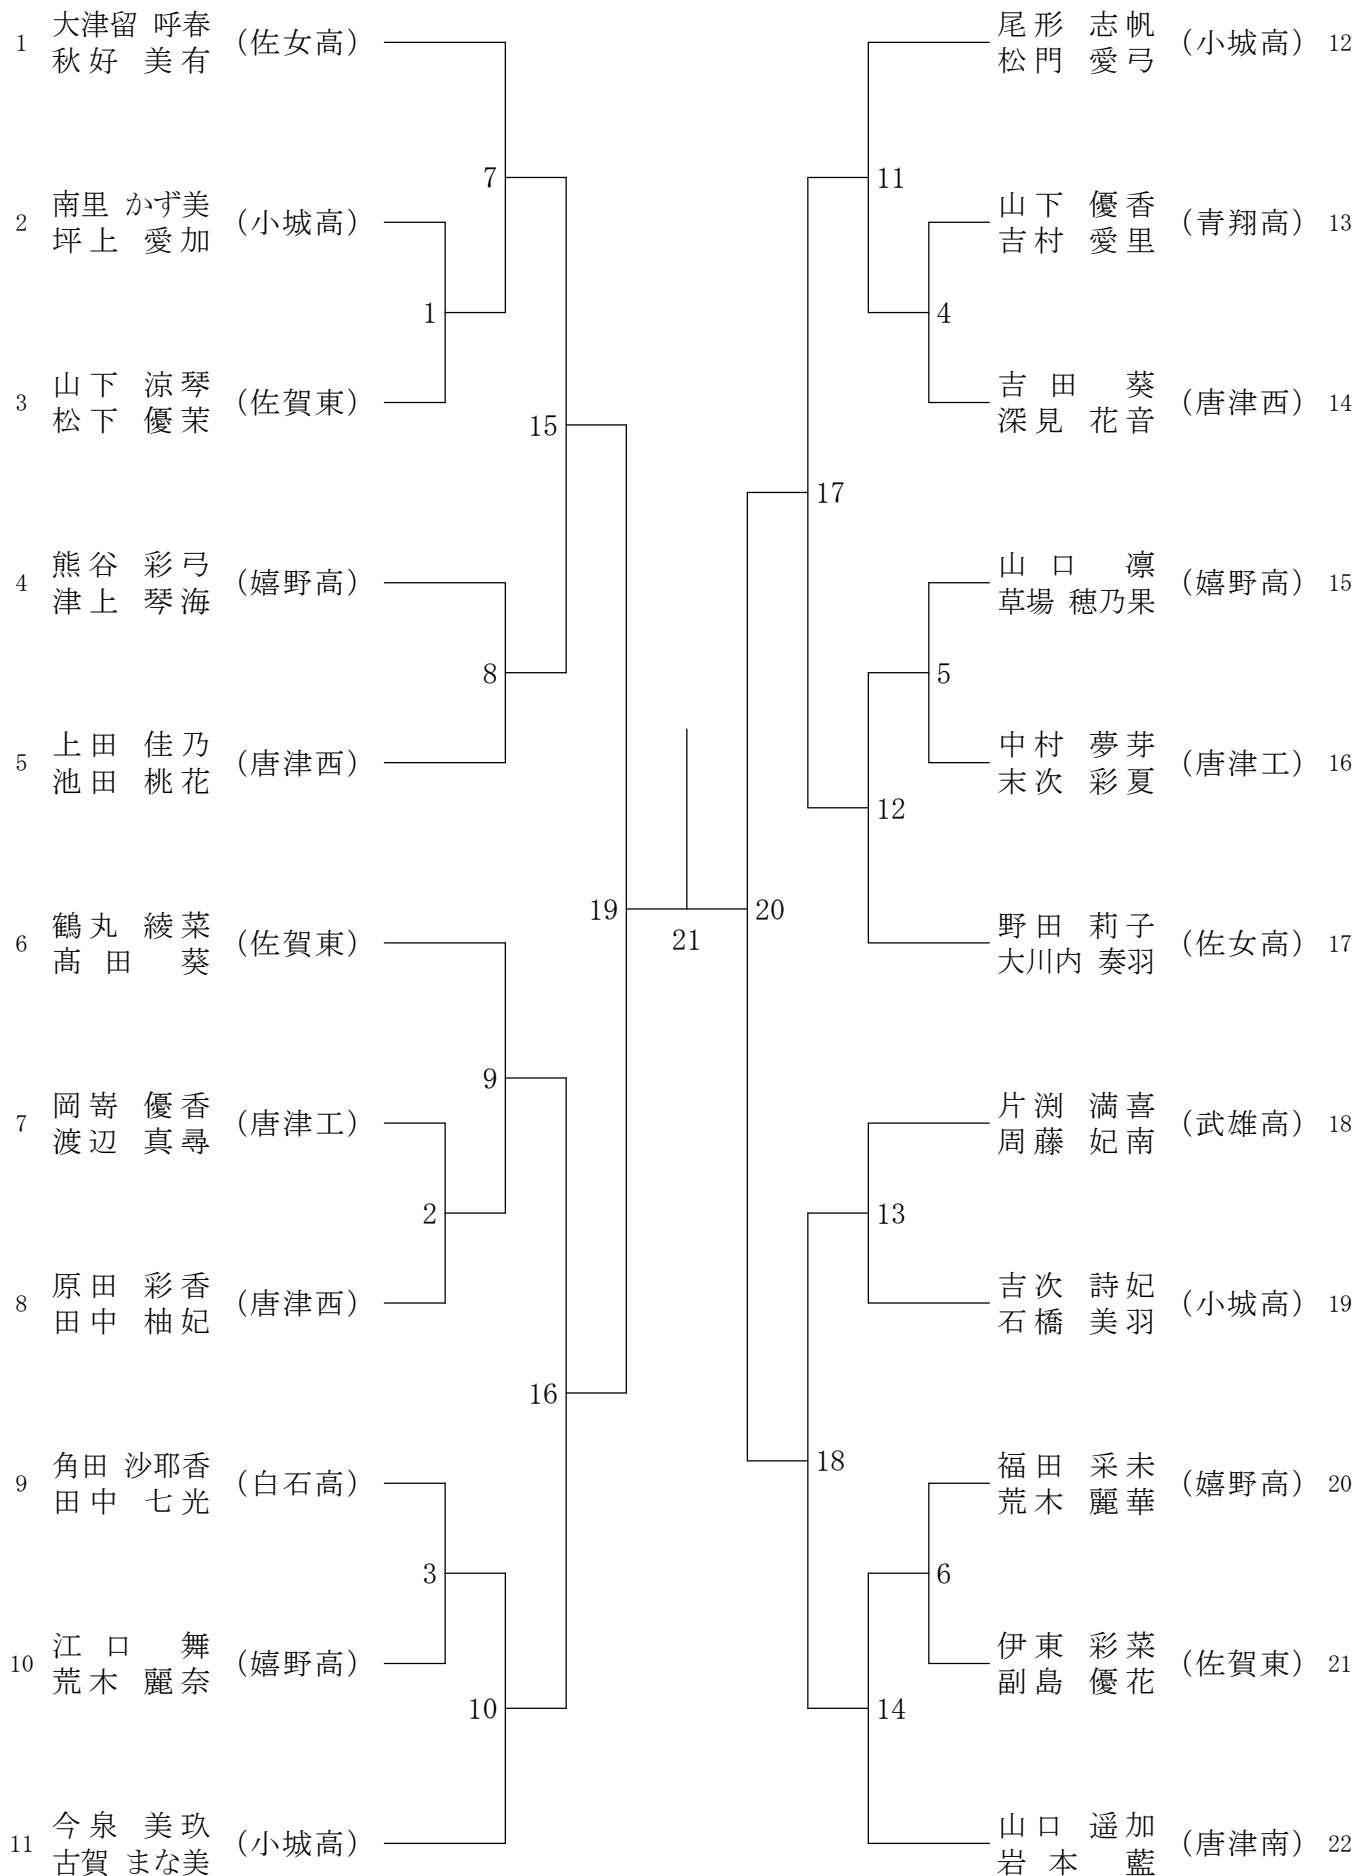 1 大津留 呼春 (佐女高)
秋好 美有
2 南里 かず美 (小城高)
坪上 愛加
3 山下 涼琴 (佐賀東)
松下 優茉
4 熊谷 彩弓 (嬉野高)
津上 琴海
5 上田 佳乃 (唐津西)
池田 桃花
6 鶴丸 綾菜 (佐賀東)
髙田 葵
7 岡嵜 優香 (唐津工)
渡辺 真尋
8 原田 彩香 (唐津西)
田中 柚妃
9 角田 沙耶香 (白石高)
田中 七光
10 江口 舞 (嬉野高)
荒木 麗奈
11 今泉 美玖 (小城高)
古賀 まな美
7
1
15
8
19
9
2
16
3
10
21
20
11
4
17
5
12
13
18
6
14
尾形 志帆 (小城高) 12
松門 愛弓
山下 優香 (青翔高) 13
吉村 愛里
吉田 葵 (唐津西) 14
深見 花音
山口 凛 (嬉野高) 15
草場 穂乃果
中村 夢芽 (唐津工) 16
末次 彩夏
野田 莉子 (佐女高) 17
大川内 奏羽
片渕 満喜 (武雄高) 18
周藤 妃南
吉次 詩妃 (小城高) 19
石橋 美羽
福田 采未 (嬉野高) 20
荒木 麗華
伊東 彩菜 (佐賀東) 21
副島 優花
山口 遥加 (唐津南) 22
岩本 藍